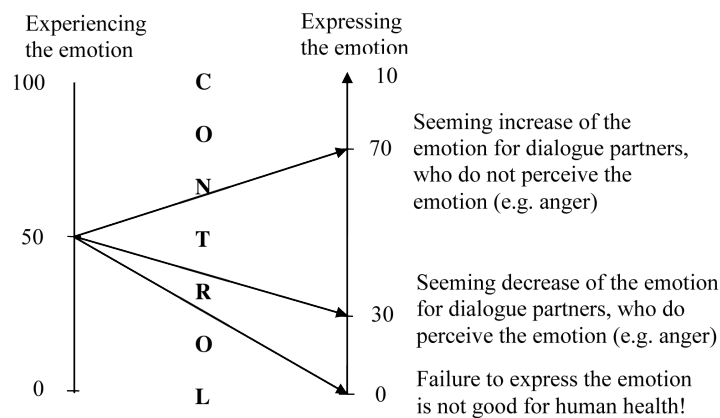 Experiencing
the emotion
Expressing
the emotion
100
50
0
C
O
N
T
R
O
L
10
70
30
0
Seeming increase of the
emotion for dialogue partners,
who do not perceive the
emotion (e.g. anger)
Seeming decrease of the emotion
for dialogue partners, who do
perceive the emotion (e.g. anger)
Failure to express the emotion
is not good for human health!